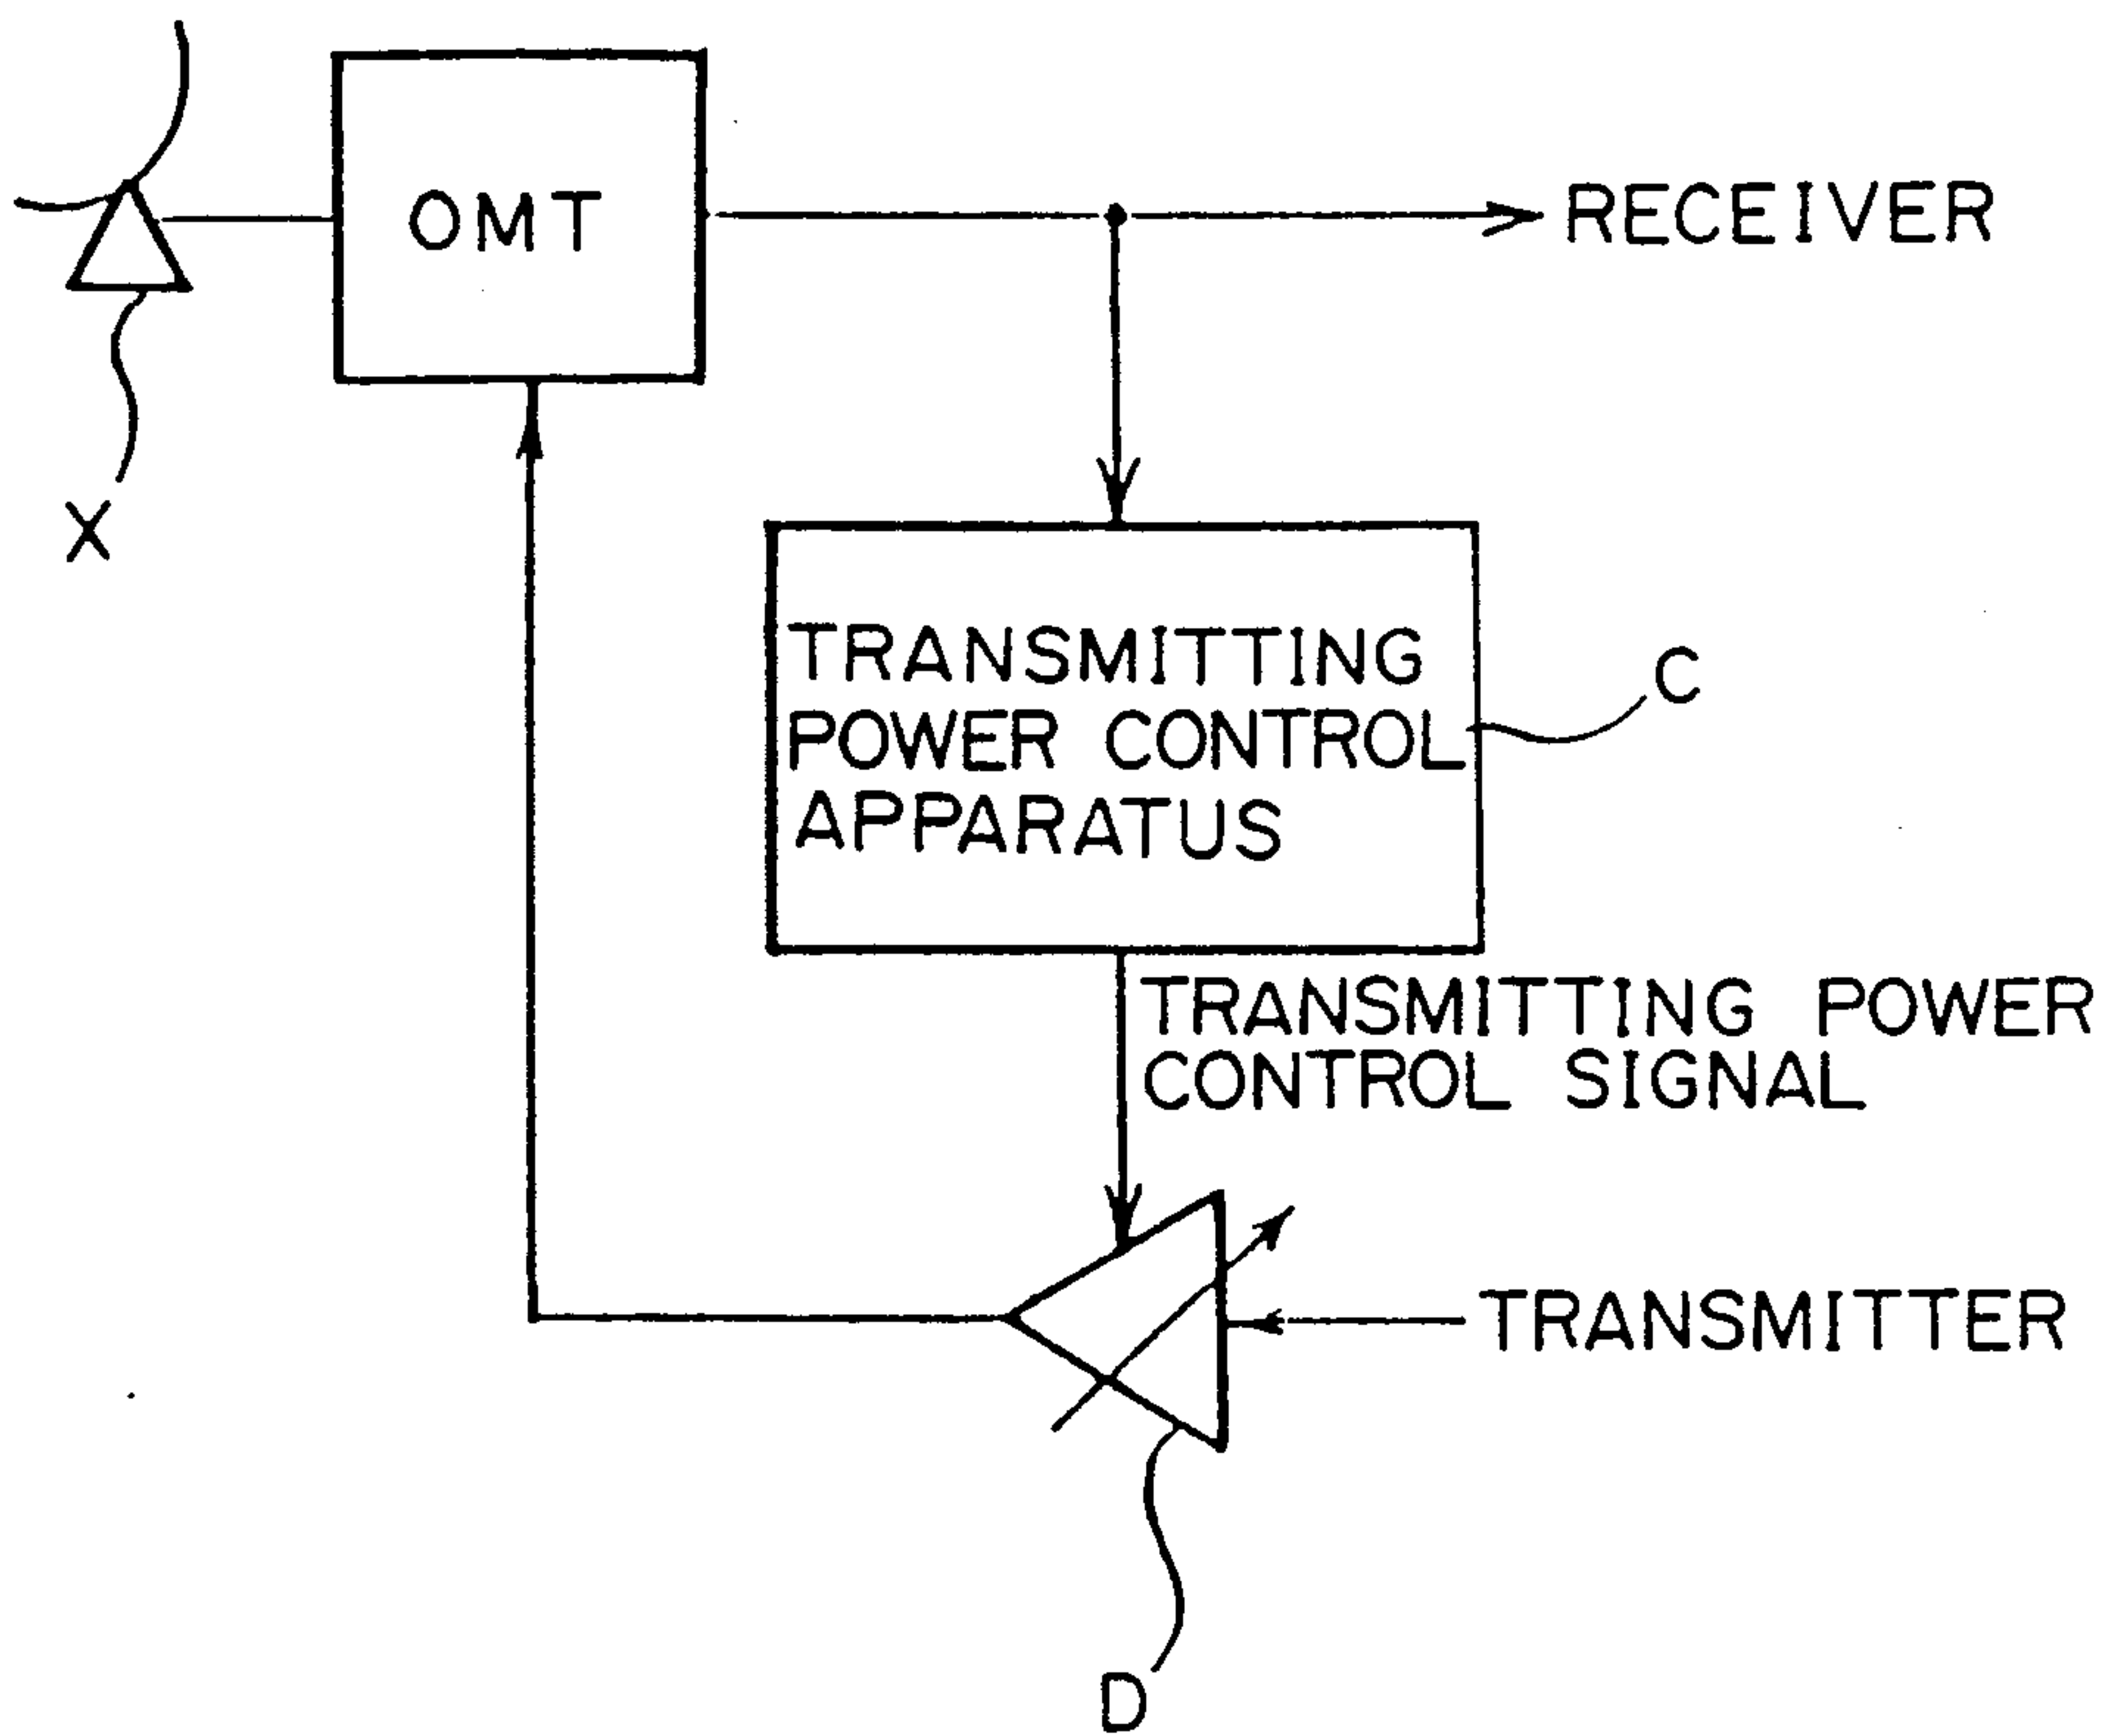 OMT
RECEIVER
X
TRANSMITTING
POWER CONTROL
APPARATUS
C
TRANSMITTING POWER
CONTROL SIGNAL
TRANSMITTER
D